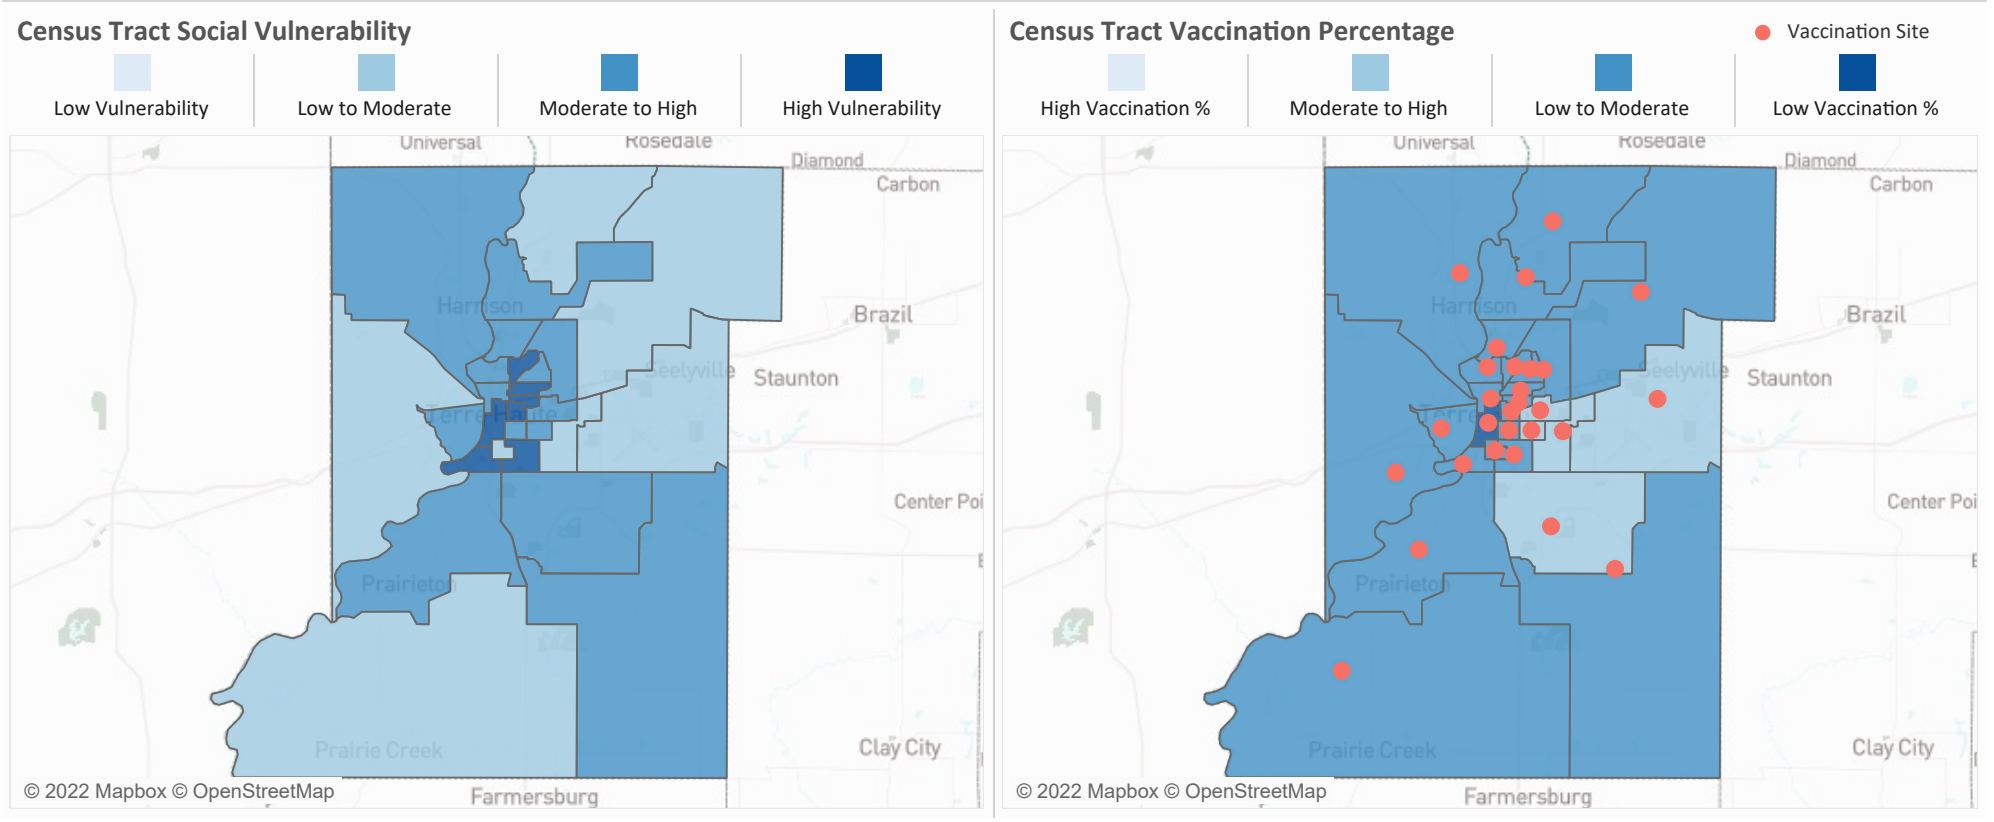 Census Tract Social Vulnerability
Low Vulnerability
Low to Moderate
Moderate to High
High Vulnerability
Universal
Rosedale
Diamond
Carbon
Harrison
Brazil
Seelyville
Staunton
Terre Haute
Center Poi
Prairieton
Prairie Creek
Clay City
© 2022 Mapbox © OpenStreetMap
Farmersburg
Census Tract Vaccination Percentage
Vaccination Site
High Vaccination %
Moderate to High
Low to Moderate
Low Vaccination %
Universal
Rosedale
Diamond
Carbon
Harrison
Brazil
Seelyville
Staunton
Terre
Center Poi
Prairieton
Prairie Creek
Clay City
© 2022 Mapbox © OpenStreetMap
Farmersburg